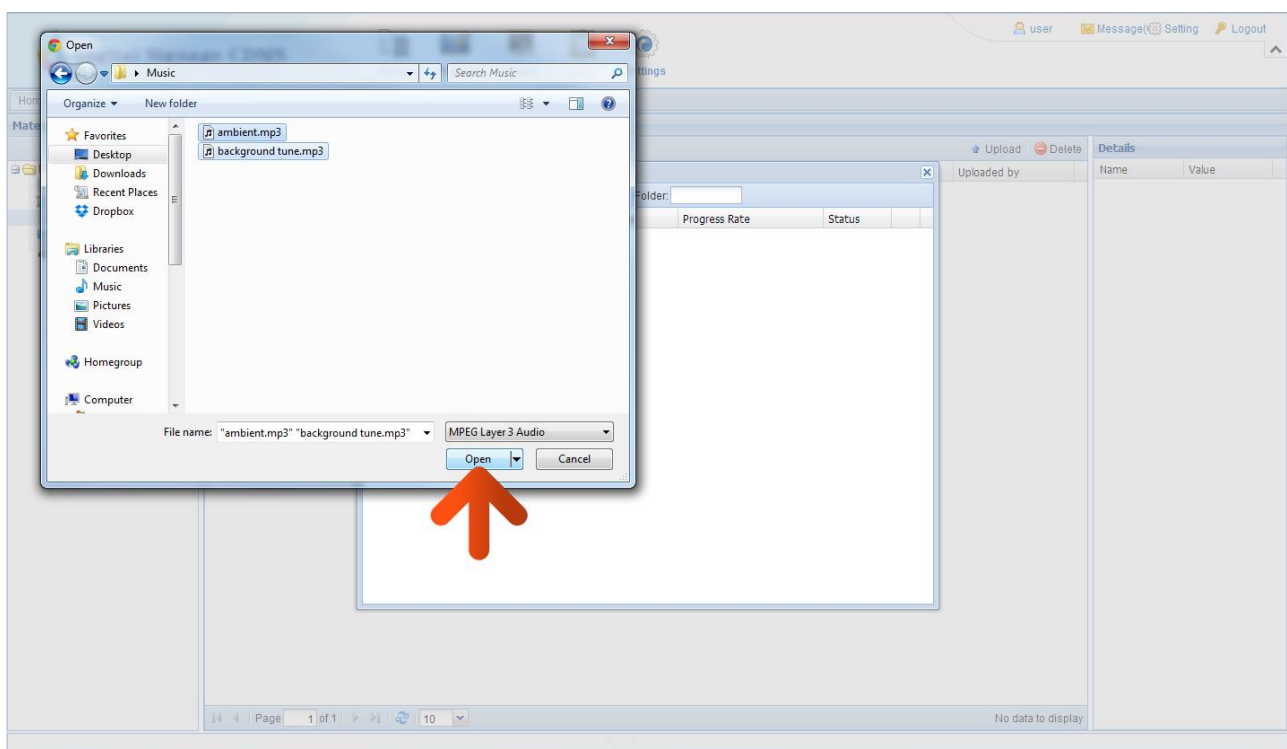 user Message( Setting Logout
Open
Music Search Music
ttings
Organize New folder
Hom
Mate
Favorites
Desktop
Downloads
Recent Places
Dropbox
Libraries
Documents
Music
Pictures
Videos
Homegroup
Computer
ambient.mp3
background tune.mp3
File name: "ambient.mp3" "background tune.mp3" MPEG Layer 3 Audio
Open Cancel
Upload Delete Details
Uploaded by Name Value
Folder:
Progress Rate Status
Page 1 of 1 10 No data to display